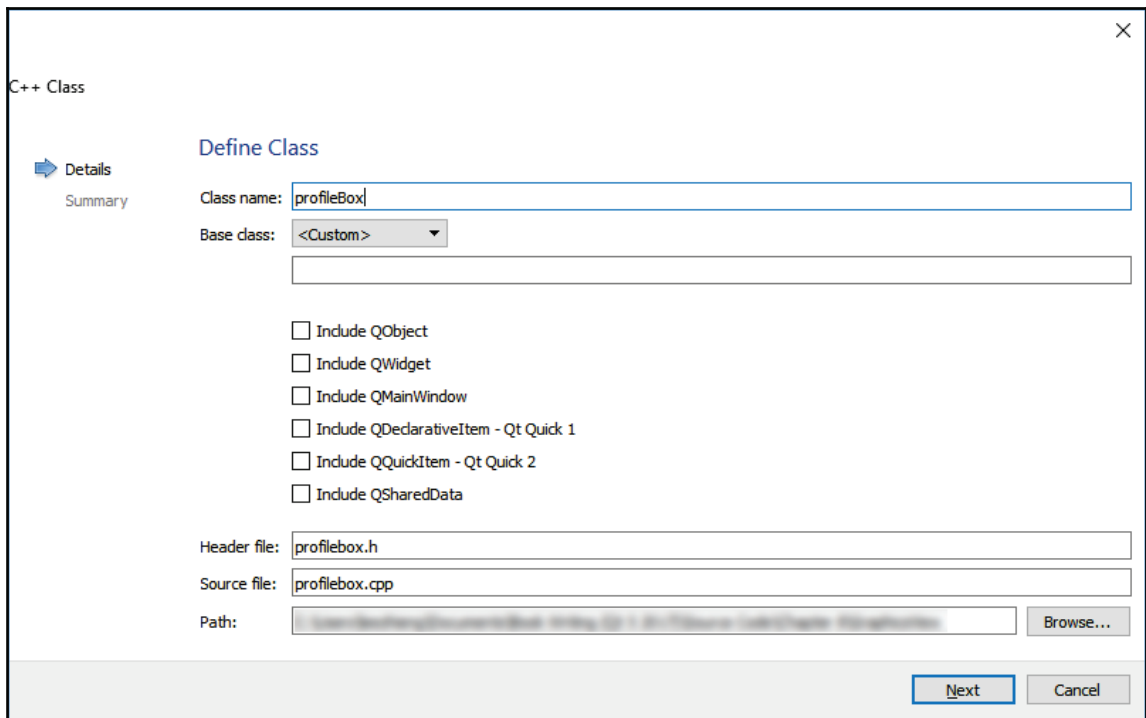 C++ Class
Details
Summary
Define Class
Class name: profileBox
Base class: <Custom>
Include QObject
Include QWidget
Include QMainWindow
Include QDeclarativeItem - Qt Quick 1
Include QQuickItem - Qt Quick 2
Include QSharedData
Header file: profilebox.h
Source file: profilebox.cpp
Path: Browse...
Next Cancel